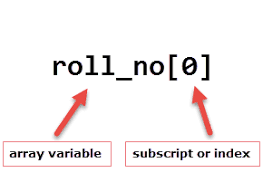 roll_no[0]
array variable
subscript or index